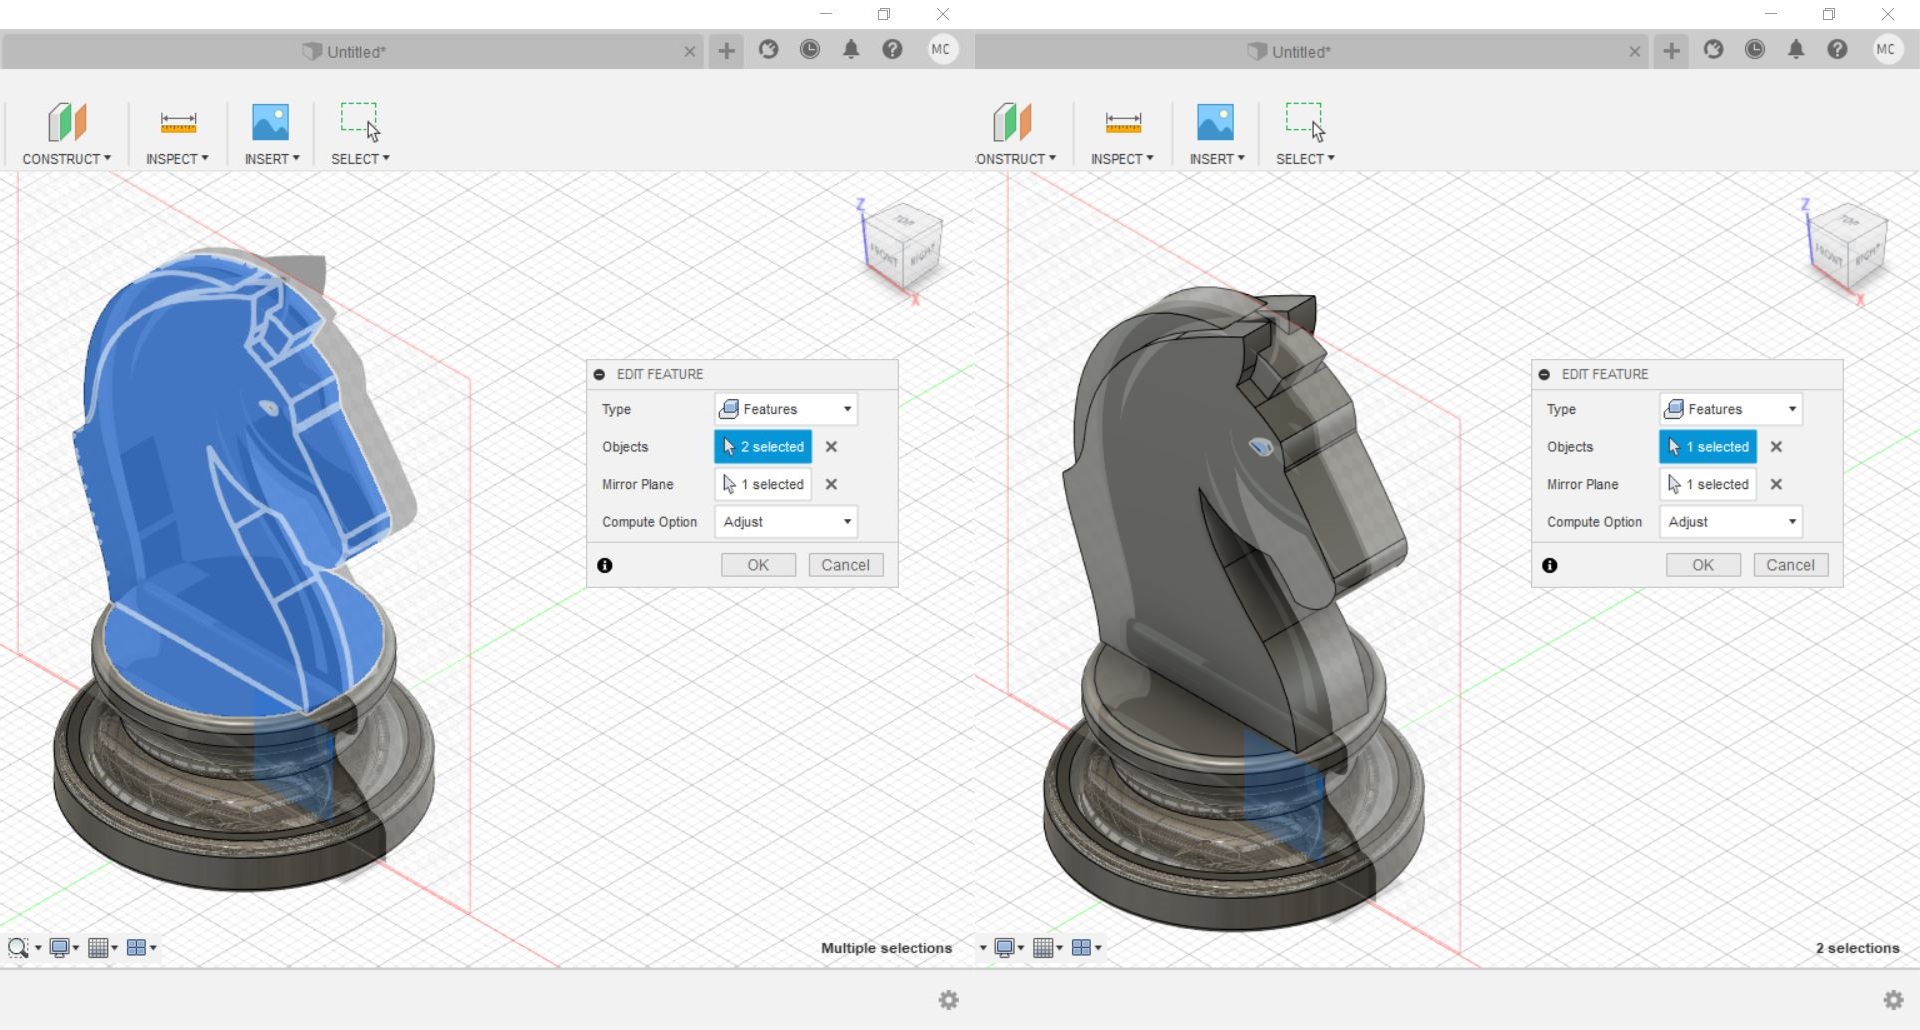 Untitled*
MC
CONSTRUCT
INSPECT
INSERT
SELECT
Z
TOP
FRONT
RIGHT
X
EDIT FEATURE
Type
Features
Objects
2 selected
Mirror Plane
1 selected
Compute Option
Adjust
OK
Cancel
Multiple selections
Untitled*
MC
ONSTRUCT
INSPECT
INSERT
SELECT
Z
TOP
FRONT
RIGHT
X
EDIT FEATURE
Type
Features
Objects
1 selected
Mirror Plane
1 selected
Compute Option
Adjust
OK
Cancel
2 selections